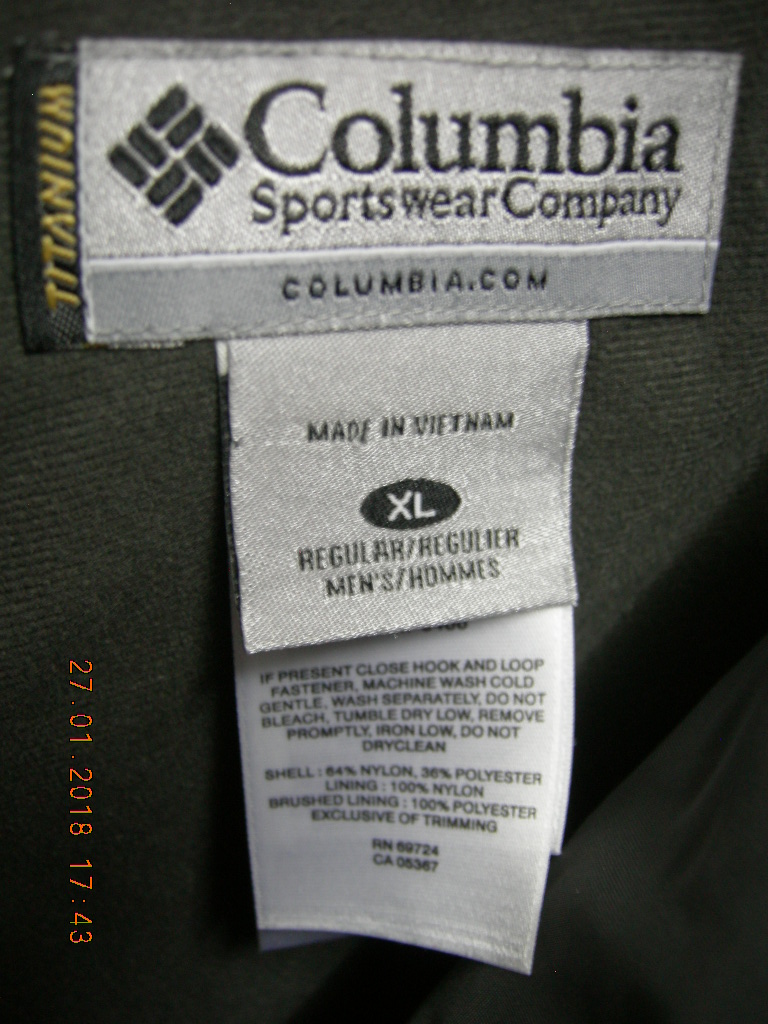 TITANIUM
Columbia
Sportswear Company
COLUMBIA.COM
MADE IN VIETNAM
XL
REGULAR/REGULIER
MEN'S/HOMMES
IF PRESENT CLOSE HOOK AND LOOP
FASTENER, MACHINE WASH COLD
GENTLE, WASH SEPARATELY, DO NOT
BLEACH, TUMBLE DRY LOW, REMOVE
PROMPTLY, IRON LOW, DO NOT
DRYCLEAN
SHELL : 64% NYLON, 36% POLYESTER
LINING : 100% NYLON
BRUSHED LINING : 100% POLYESTER
EXCLUSIVE OF TRIMMING
RN 69724
CA 05367
27.01.2018 17:43